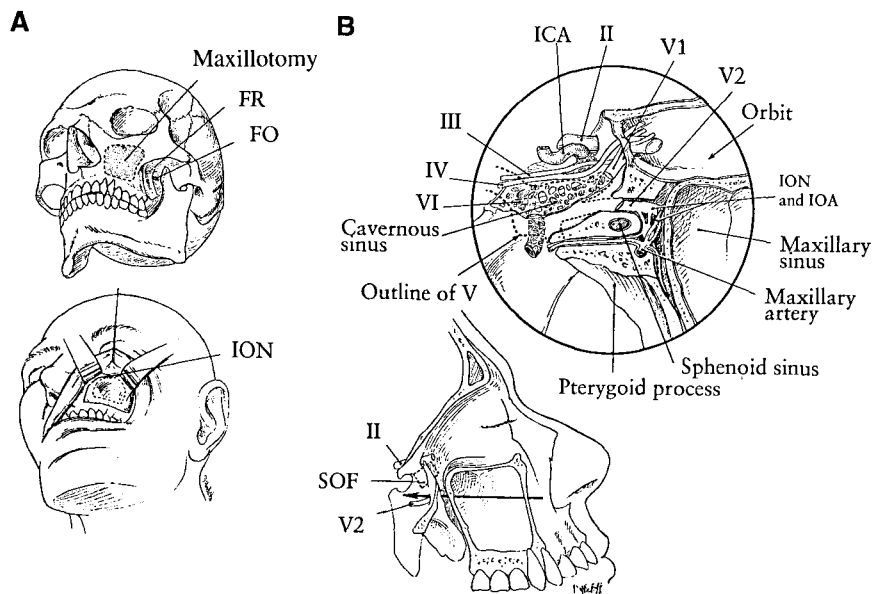 A
Maxillotomy
FR
FO
ION
B
ICA
II
V1
V2
Orbit
III
IV
VI
Cavernous
sinus
Outline of V
ION
and IOA
Maxillary
sinus
Maxillary
artery
Sphenoid sinus
Pterygoid process
II
SOF
V2